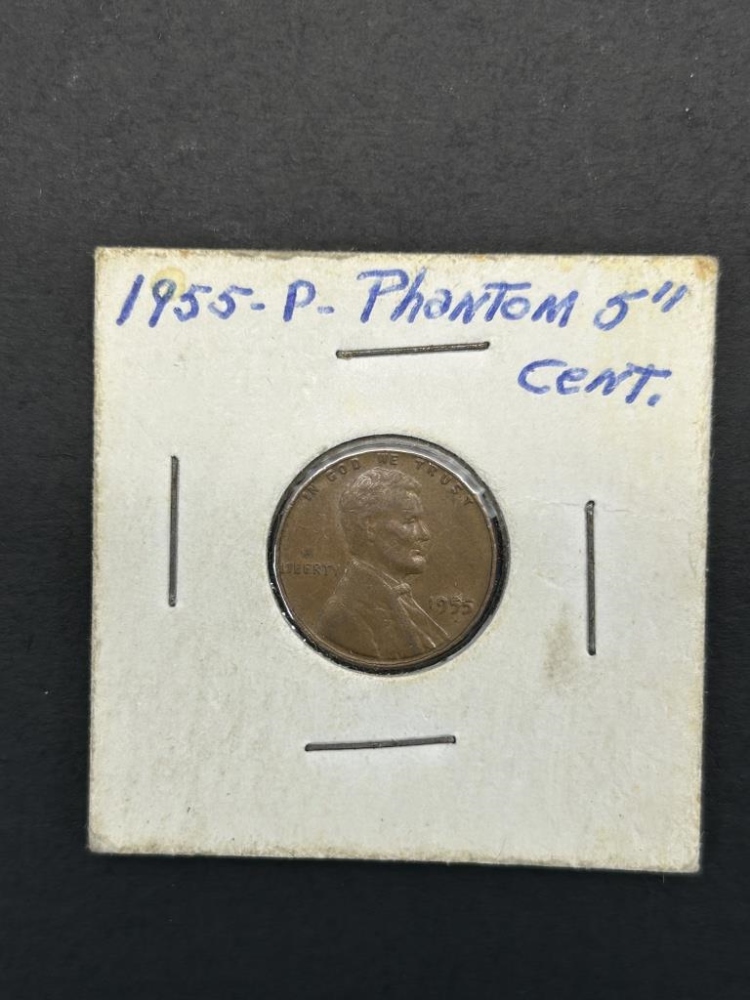 1955-P-Phantom 5"
Cent.
IN GOD WE TRUST
LIBERTY
1955